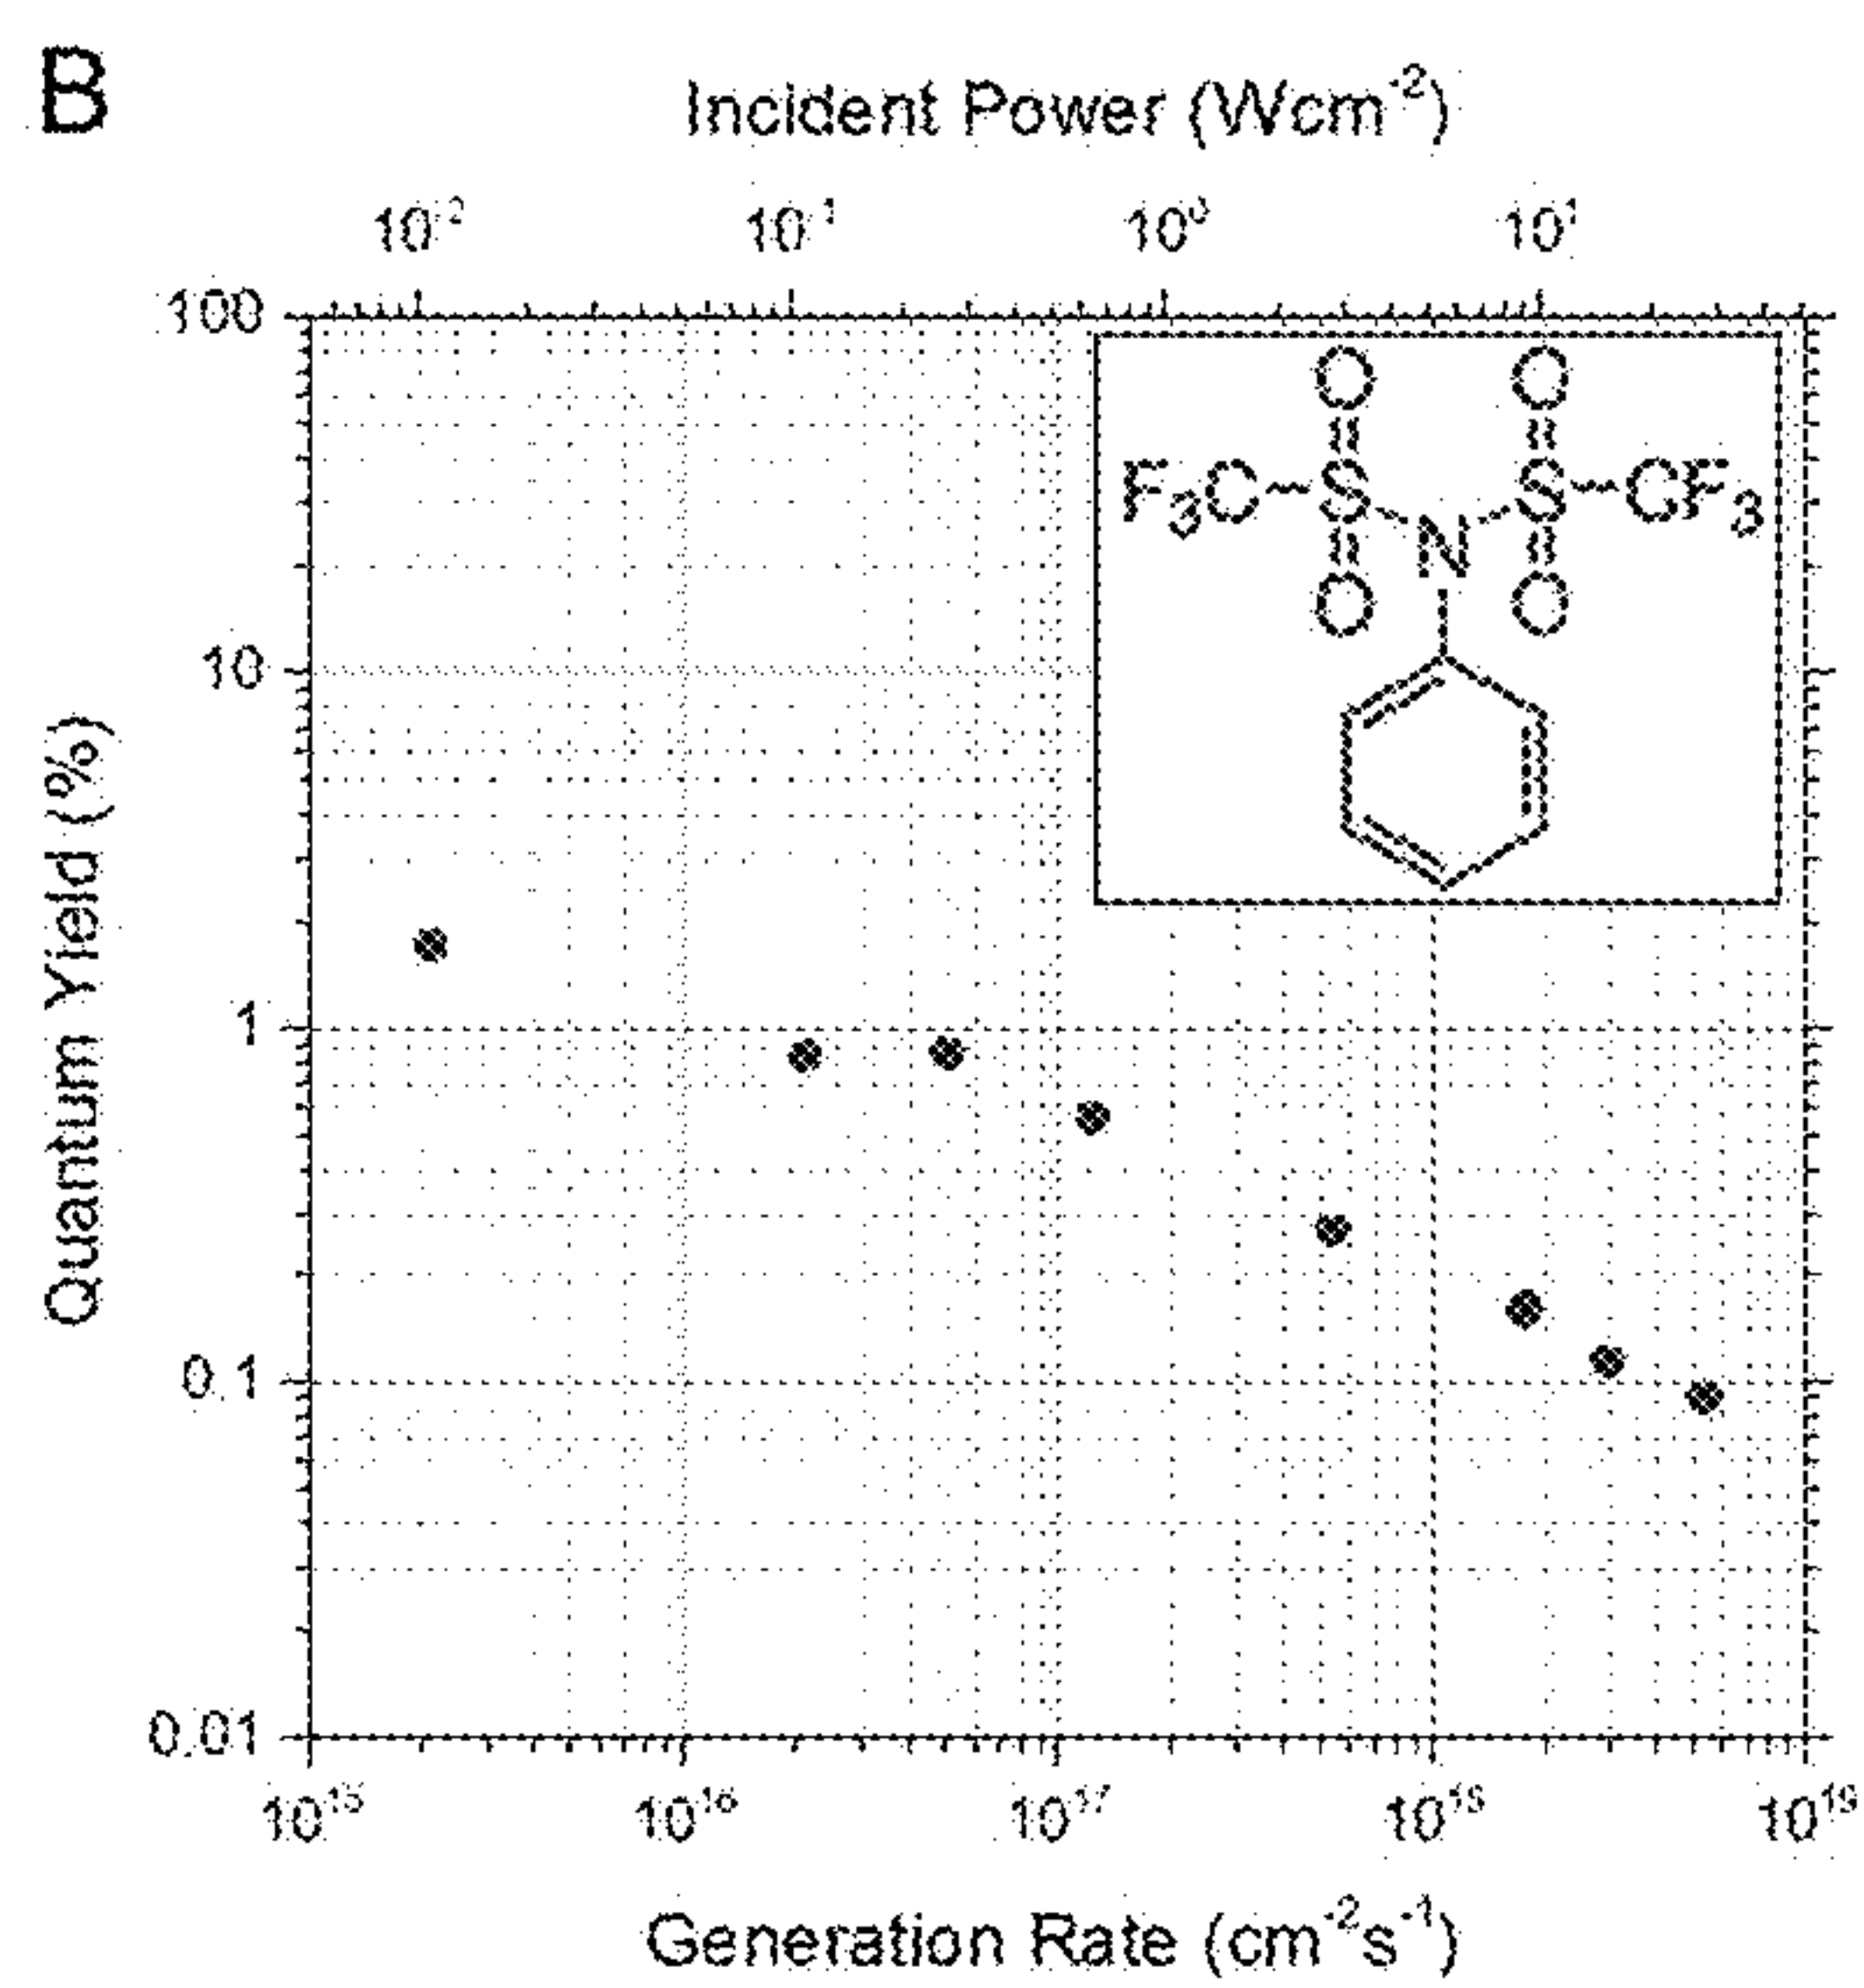 B
Incident Power (Wcm⁻²)
10⁻² 10⁻¹ 10⁰ 10¹
100
10
1
0.1
0.01
Quantum Yield (%)
O O
F₃C S S CF₃
N
O O
10¹⁵ 10¹⁶ 10¹⁷ 10¹⁸ 10¹⁹
Generation Rate (cm⁻²s⁻¹)